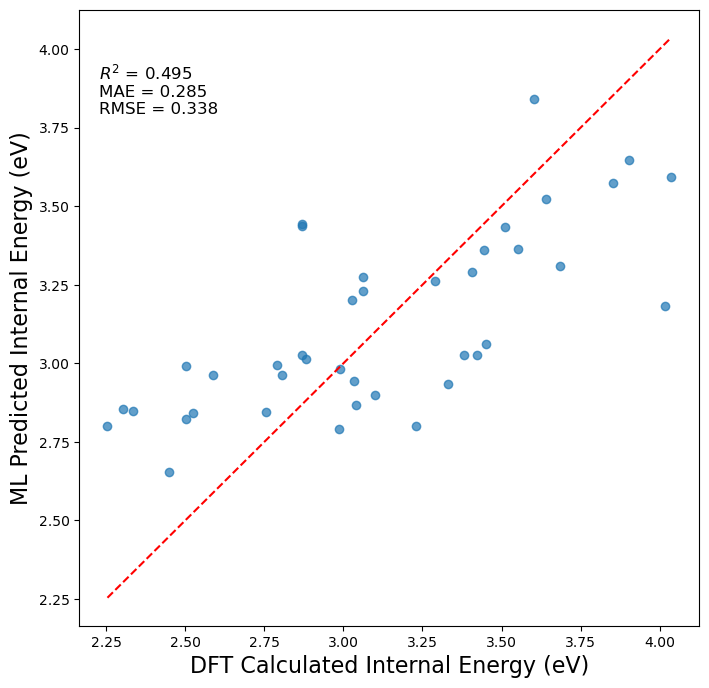 R² = 0.495
MAE = 0.285
RMSE = 0.338
ML Predicted Internal Energy (eV)
4.00
3.75
3.50
3.25
3.00
2.75
2.50
2.25
2.25 2.50 2.75 3.00 3.25 3.50 3.75 4.00
DFT Calculated Internal Energy (eV)